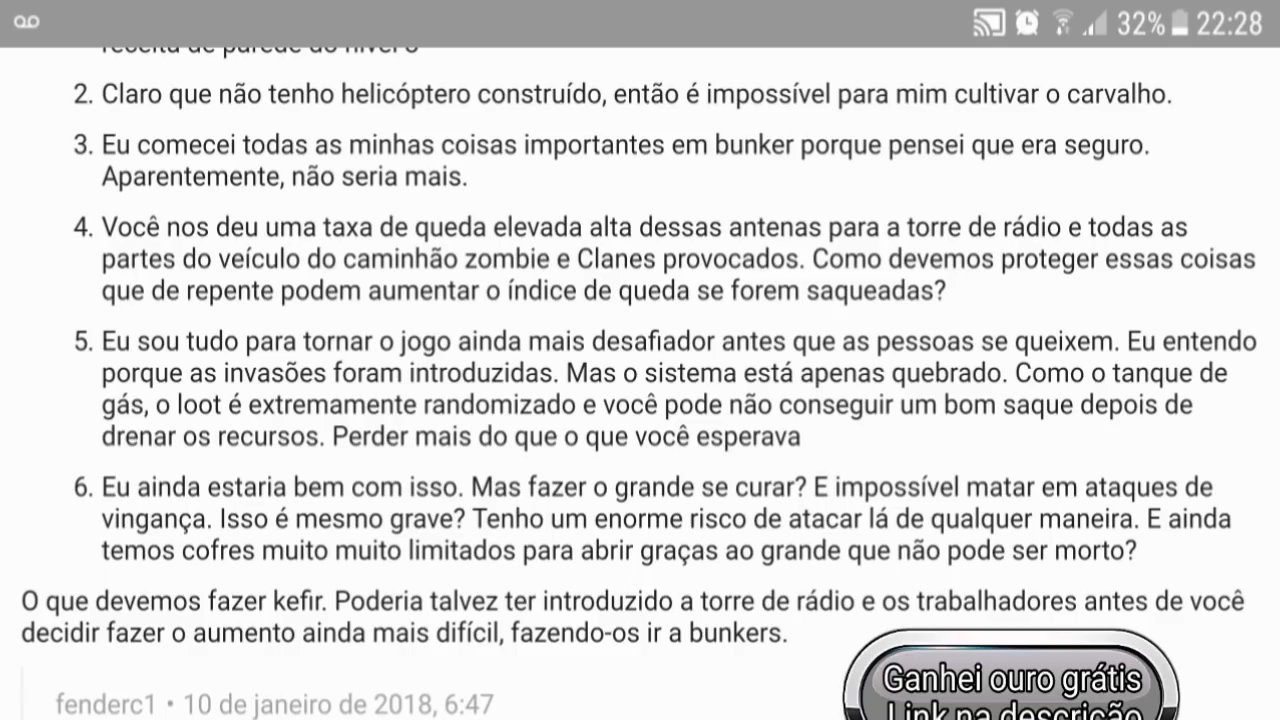 32% 22:28
receita de parede do nível 3
2. Claro que não tenho helicóptero construído, então é impossível para mim cultivar o carvalho.
3. Eu comecei todas as minhas coisas importantes em bunker porque pensei que era seguro.
Aparentemente, não seria mais.
4. Você nos deu uma taxa de queda elevada alta dessas antenas para a torre de rádio e todas as
partes do veículo do caminhão zombie e Clanes provocados. Como devemos proteger essas coisas
que de repente podem aumentar o índice de queda se forem saqueadas?
5. Eu sou tudo para tornar o jogo ainda mais desafiador antes que as pessoas se queixem. Eu entendo
porque as invasões foram introduzidas. Mas o sistema está apenas quebrado. Como o tanque de
gás, o loot é extremamente randomizado e você pode não conseguir um bom saque depois de
drenar os recursos. Perder mais do que o que você esperava
6. Eu ainda estaria bem com isso. Mas fazer o grande se curar? E impossível matar em ataques de
vingança. Isso é mesmo grave? Tenho um enorme risco de atacar lá de qualquer maneira. E ainda
temos cofres muito muito limitados para abrir graças ao grande que não pode ser morto?
O que devemos fazer kefir. Poderia talvez ter introduzido a torre de rádio e os trabalhadores antes de você
decidir fazer o aumento ainda mais difícil, fazendo-os ir a bunkers.
fenderc1 • 10 de janeiro de 2018, 6:47
Ganhei ouro grátis
Link na descrição